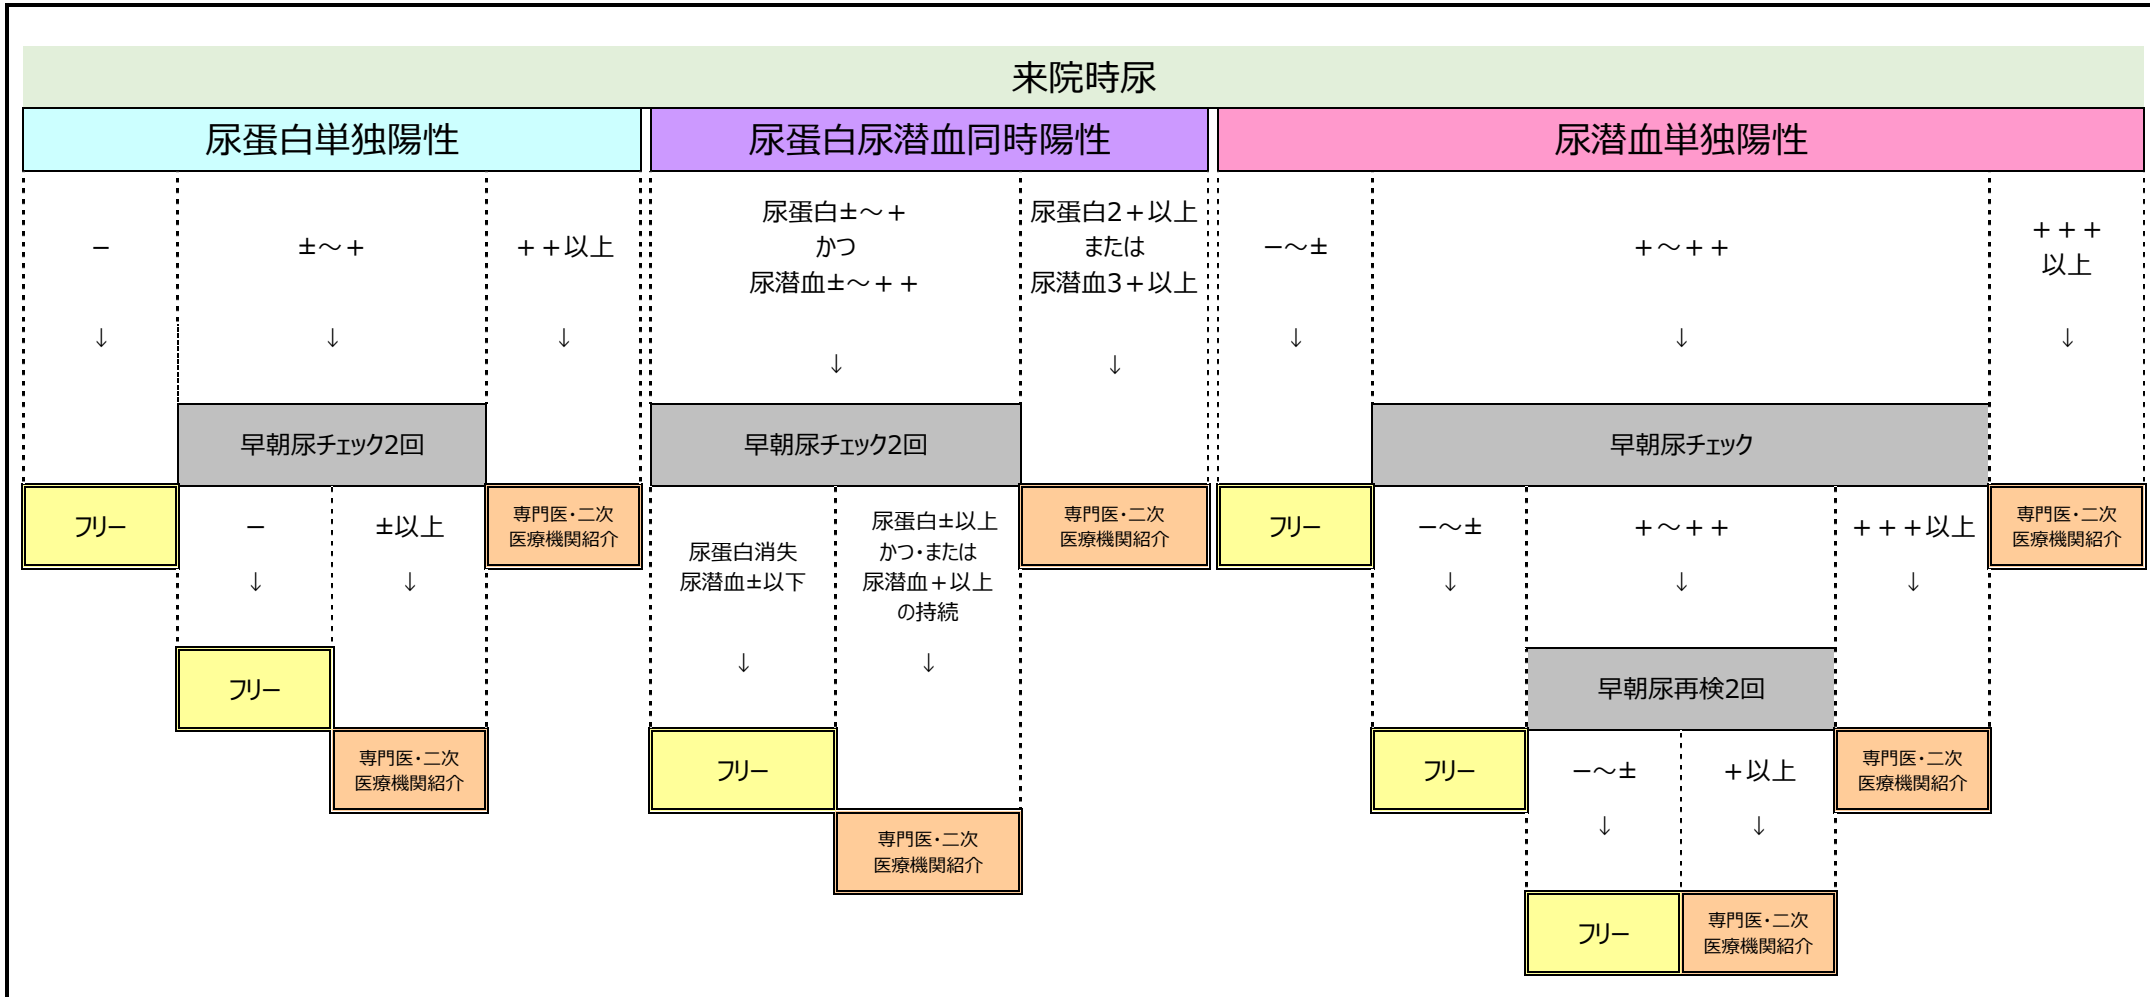 来院時尿
尿蛋白単独陽性
尿蛋白尿潜血同時陽性
尿潜血単独陽性
−
±～+
++以上
尿蛋白±～+
かつ
尿潜血±～++
尿蛋白2+以上
または
尿潜血3+以上
−～±
+～++
+++
以上
↓
↓
↓
↓
↓
↓
↓
↓
早朝尿チェック2回
早朝尿チェック2回
早朝尿チェック
フリー
−
±以上
専門医・二次
医療機関紹介
尿蛋白消失
尿潜血±以下
尿蛋白±以上
かつ・または
尿潜血+以上
の持続
専門医・二次
医療機関紹介
フリー
−～±
+～++
+++以上
専門医・二次
医療機関紹介
↓
↓
↓
↓
↓
↓
↓
フリー
早朝尿再検2回
専門医・二次
医療機関紹介
フリー
フリー
−～±
+以上
専門医・二次
医療機関紹介
↓
↓
専門医・二次
医療機関紹介
フリー
専門医・二次
医療機関紹介